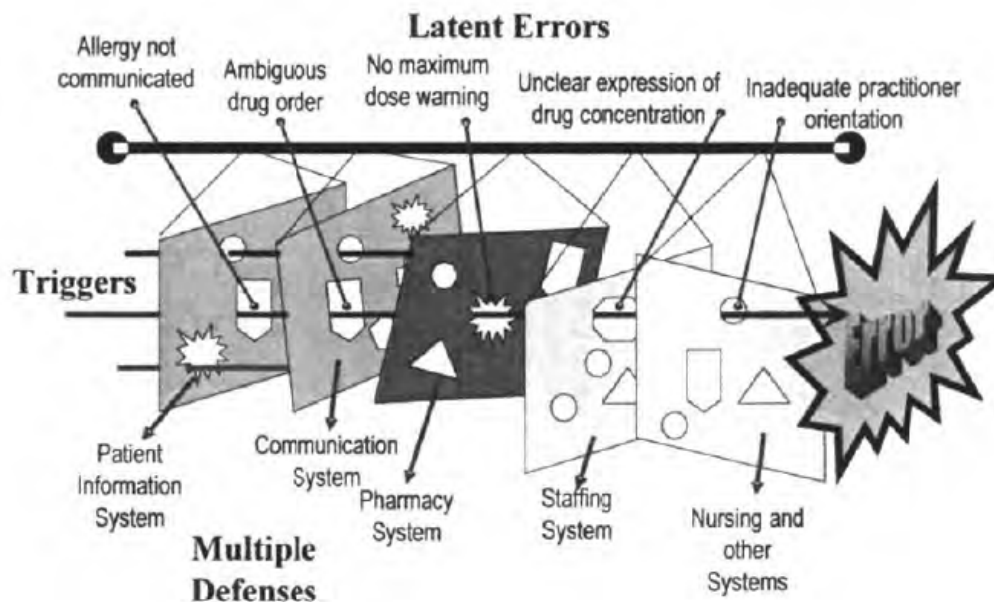 Latent Errors
Allergy not
communicated
Ambiguous
drug order
No maximum
dose warning
Unclear expression of
drug concentration
Inadequate practitioner
orientation
Triggers
Patient
Information
System
Communication
System
Pharmacy
System
Staffing
System
Nursing and
other
Systems
Multiple
Defenses